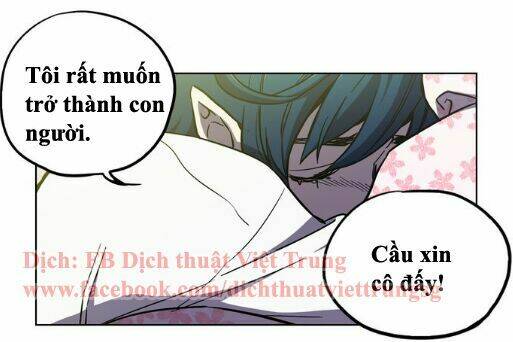 Tôi rất muốn
trở thành con
người.
Dịch: FB Dịch thuật Việt Trung
www.facebook.com/dichthuatviettrungtg
Cầu xin
cô đấy!